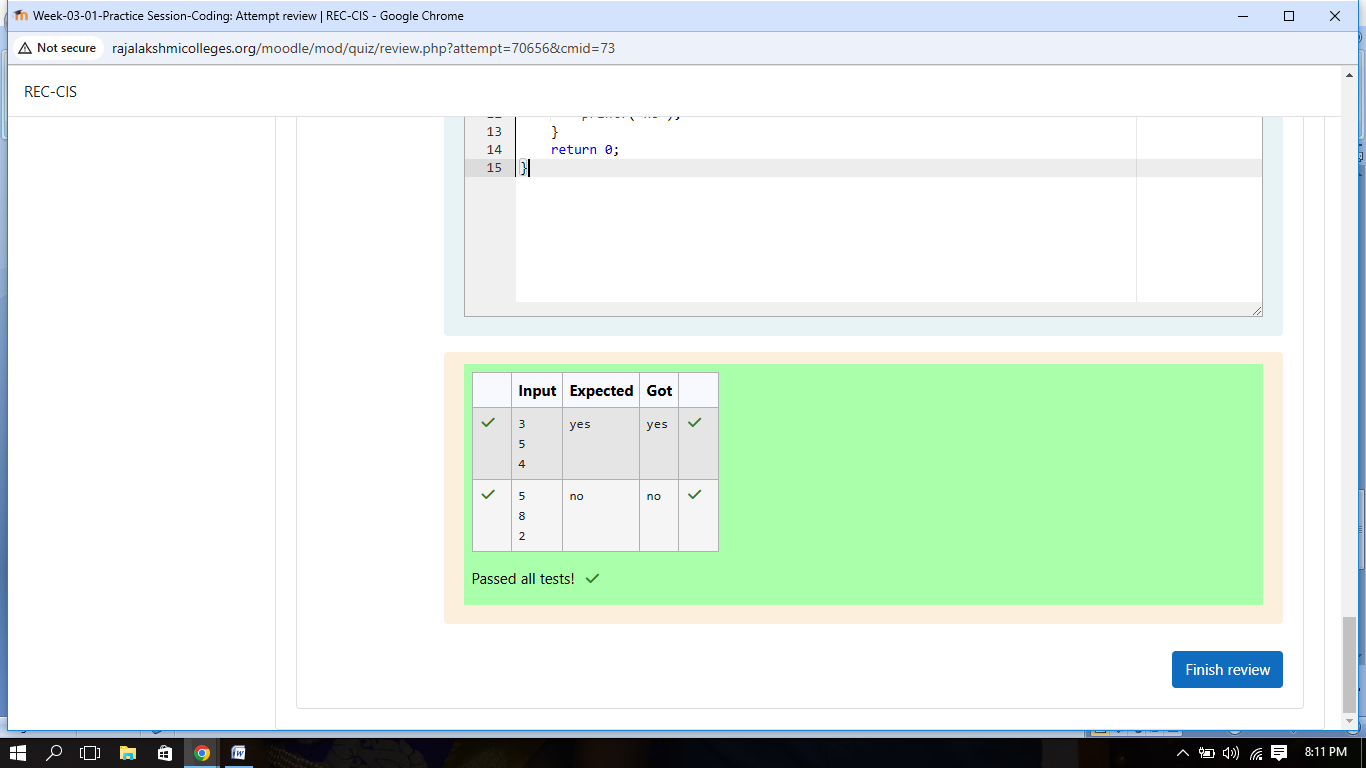 Week-03-01-Practice Session-Coding: Attempt review | REC-CIS - Google Chrome
Not secure rajalakshmicolleges.org/moodle/mod/quiz/review.php?attempt=70656&cmid=73
REC-CIS
13 }
14 return 0;
15 }
Input Expected Got
3 yes yes
5
4
5 no no
8
2
Passed all tests!
Finish review
8:11 PM